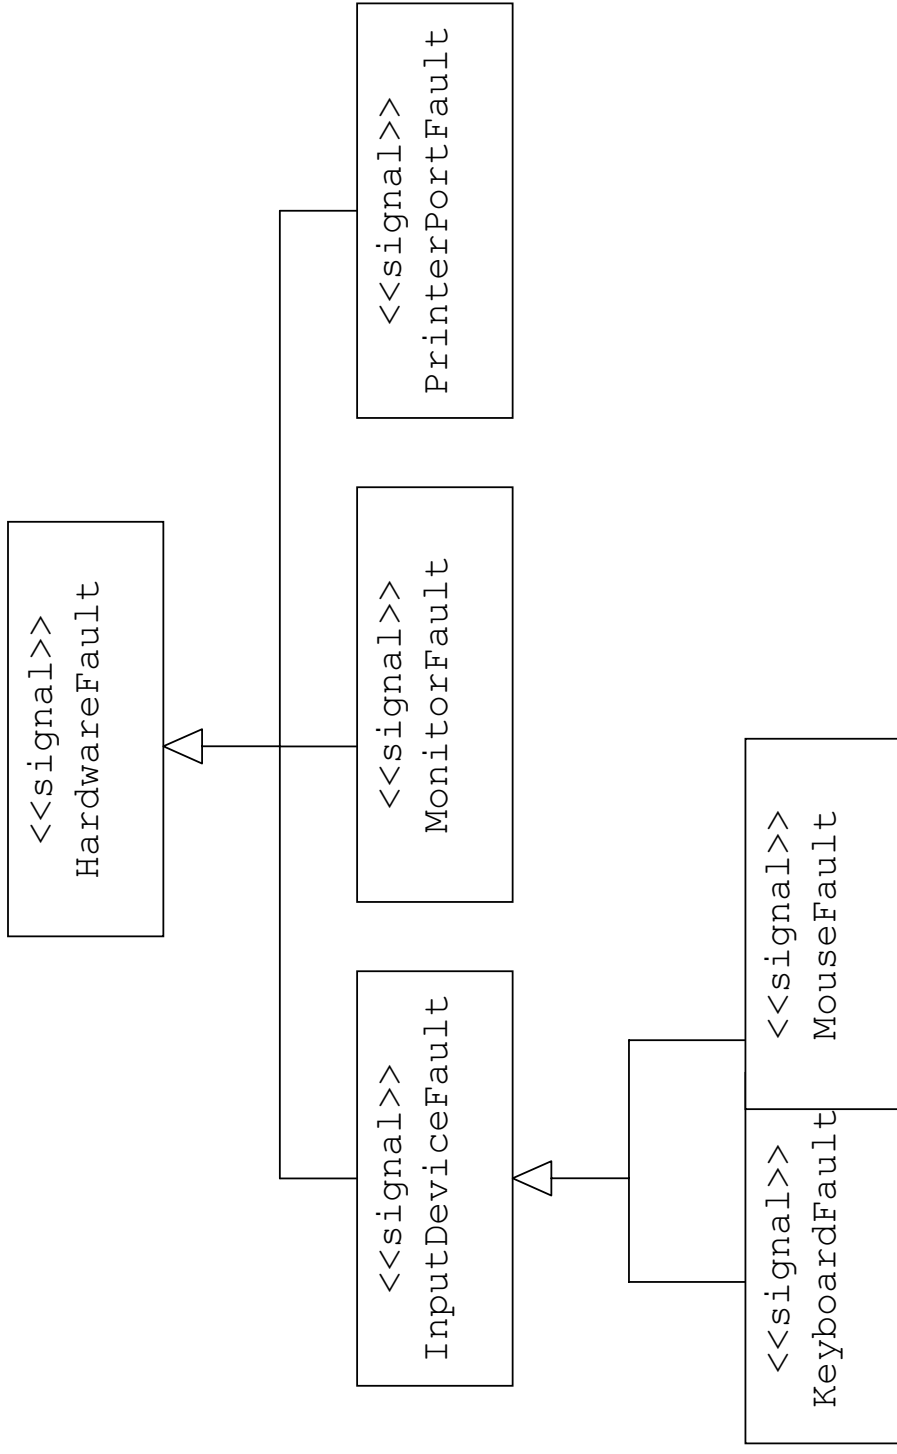 <<signal>>
HardwareFault
<<signal>>
InputDeviceFault
<<signal>>
MonitorFault
<<signal>>
PrinterPortFault
<<signal>>
KeyboardFault
<<signal>>
MouseFault